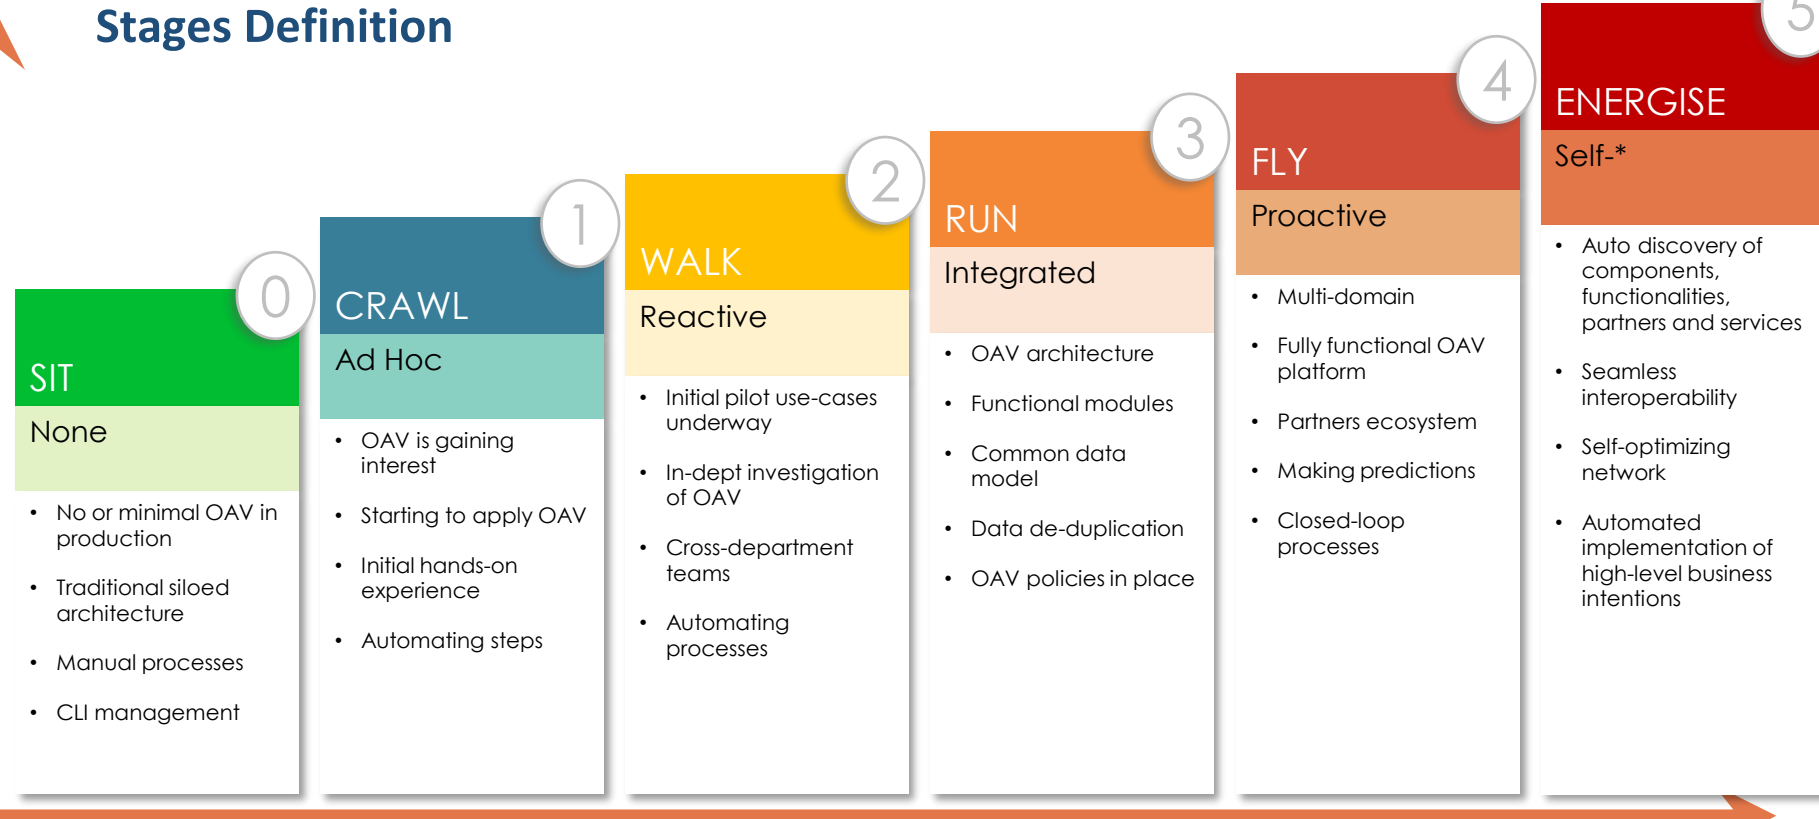 Stages Definition
0
SIT
None
• No or minimal OAV in
production
• Traditional siloed
architecture
• Manual processes
• CLI management
1
CRAWL
Ad Hoc
• OAV is gaining
interest
• Starting to apply OAV
• Initial hands-on
experience
• Automating steps
2
WALK
Reactive
• Initial pilot use-cases
underway
• In-dept investigation
of OAV
• Cross-department
teams
• Automating
processes
3
RUN
Integrated
• OAV architecture
• Functional modules
• Common data
model
• Data de-duplication
• OAV policies in place
4
FLY
Proactive
• Multi-domain
• Fully functional OAV
platform
• Partners ecosystem
• Making predictions
• Closed-loop
processes
5
ENERGISE
Self-*
• Auto discovery of
components,
functionalities,
partners and services
• Seamless
interoperability
• Self-optimizing
network
• Automated
implementation of
high-level business
intentions